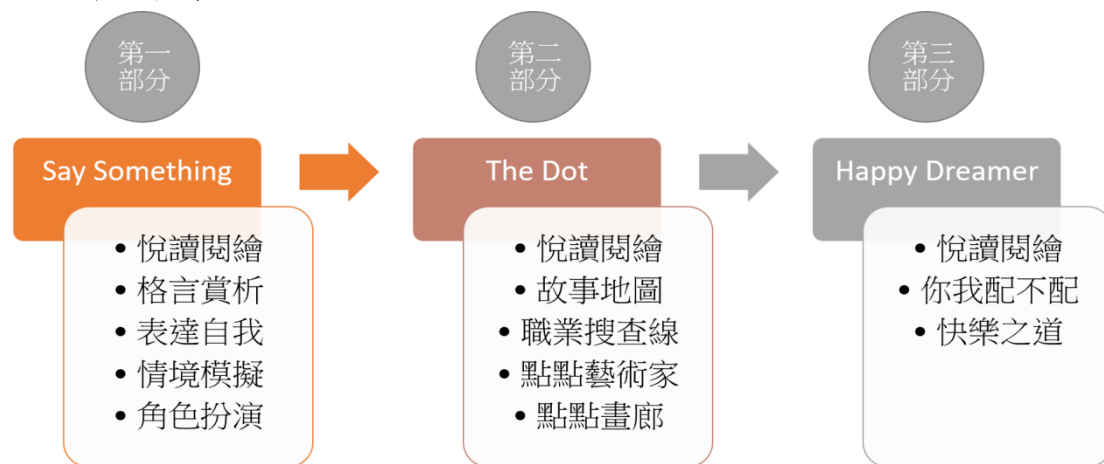 第一
部分
Say Something
• 悅讀閱繪
• 格言賞析
• 表達自我
• 情境模擬
• 角色扮演
第二
部分
The Dot
• 悅讀閱繪
• 故事地圖
• 職業搜查線
• 點點藝術家
• 點點畫廊
第三
部分
Happy Dreamer
• 悅讀閱繪
• 你我配不配
• 快樂之道